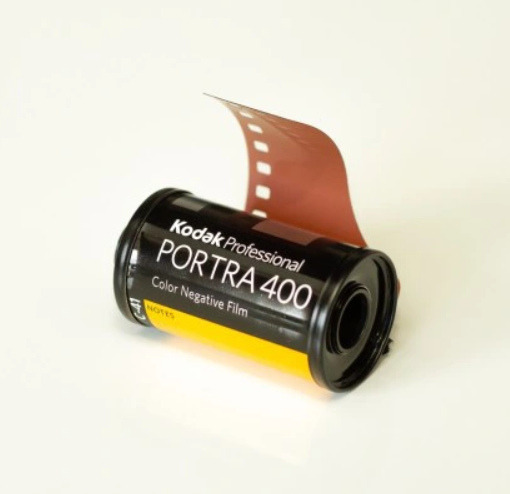 Kodak Professional
PORTRA 400
Color Negative Film
NOTES